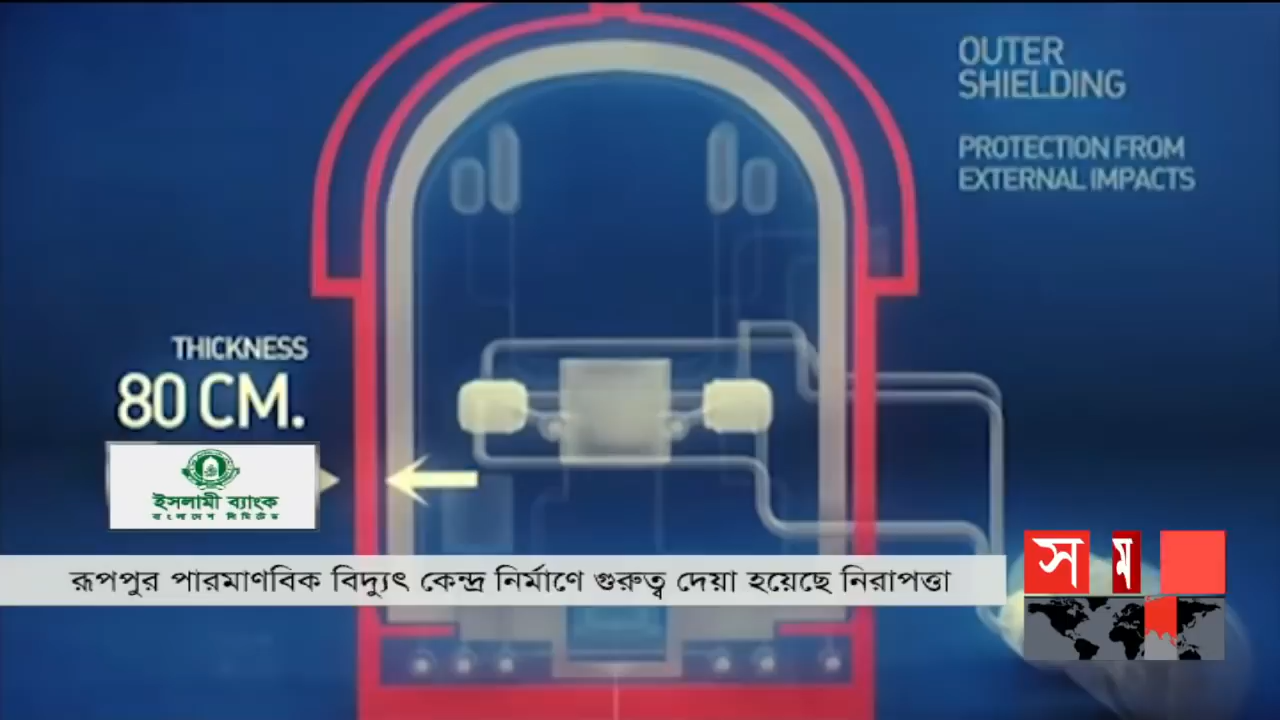 OUTER
SHIELDING
PROTECTION FROM
EXTERNAL IMPACTS
THICKNESS
80 CM.
ইসলামী ব্যাংক
বাংলাদেশ লিমিটেড
রূপপুর পারমাণবিক বিদ্যুৎ কেন্দ্র নির্মাণে গুরুত্ব দেয়া হয়েছে নিরাপত্তা
স ম